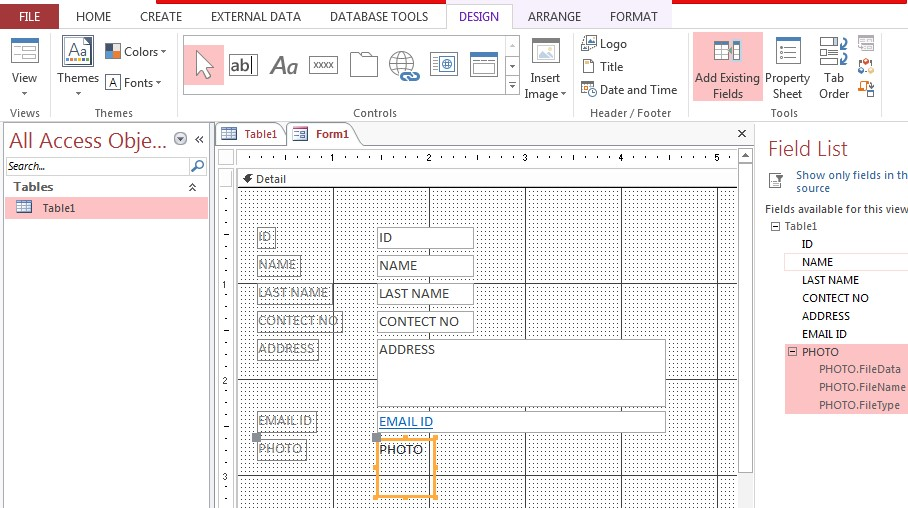 FILE HOME CREATE EXTERNAL DATA DATABASE TOOLS DESIGN ARRANGE FORMAT
View
Views
Aa
Themes
Colors
A Fonts
Themes
ab
Aa
XXXX
Controls
Insert
Image
Logo
Title
Date and Time
Header / Footer
Add Existing
Fields
Property
Sheet
Tab
Order
Tools
All Access Obje...
Search...
Tables
Table1
Table1 Form1
1 2 3 4 5
Detail
ID ID
NAME NAME
1
LAST NAME LAST NAME
CONTECT NO CONTECT NO
ADDRESS ADDRESS
2
EMAIL ID EMAIL ID
PHOTO PHOTO
3
Field List
Show only fields in the
source
Fields available for this view
Table1
ID
NAME
LAST NAME
CONTECT NO
ADDRESS
EMAIL ID
PHOTO
PHOTO.FileData
PHOTO.FileName
PHOTO.FileType